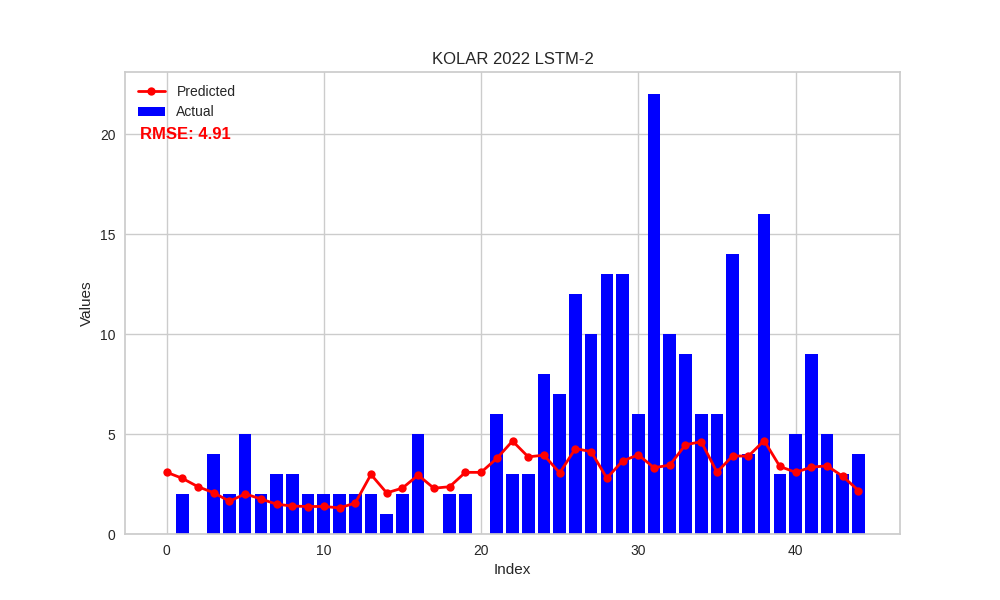 KOLAR 2022 LSTM-2
Predicted
Actual
RMSE: 4.91
20
15
10
5
0
Values
0 10 20 30 40
Index